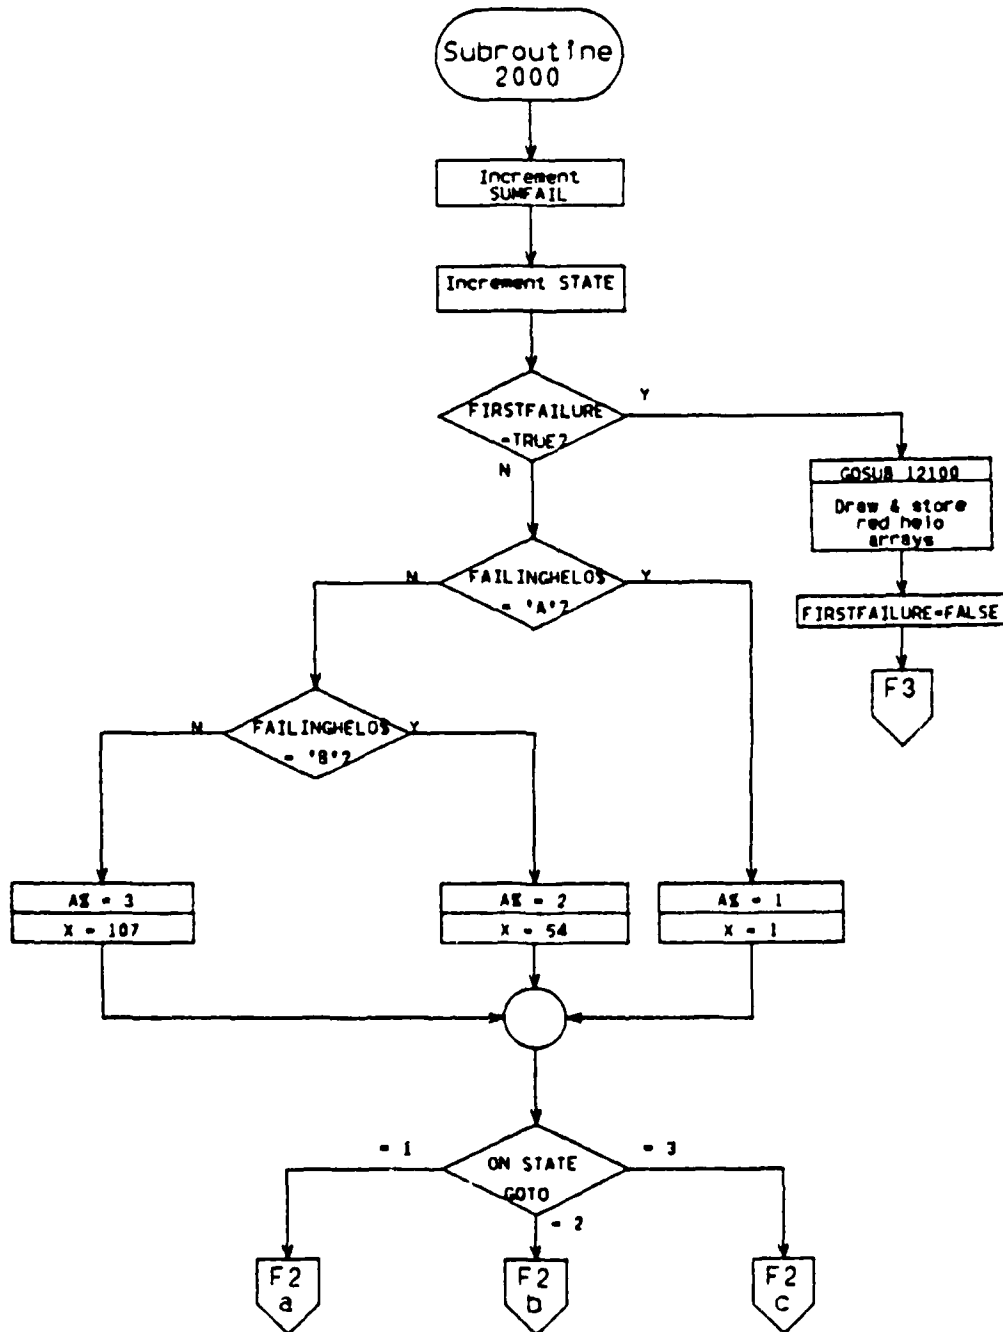 Subroutine
2000
Increment
SUMFAIL
Increment STATE
FIRSTFAILURE
=TRUE?
Y
N
GOSUB 12100
Draw & store
red helo
arrays
FIRSTFAILURE=FALSE
F3
FAILINGHELO$
= 'A'?
N
Y
FAILINGHELO$
= 'B'?
N
Y
A% = 3
X = 107
A% = 2
X = 54
A% = 1
X = 1
ON STATE
GOTO
= 1
= 3
= 2
F2
a
F2
b
F2
c